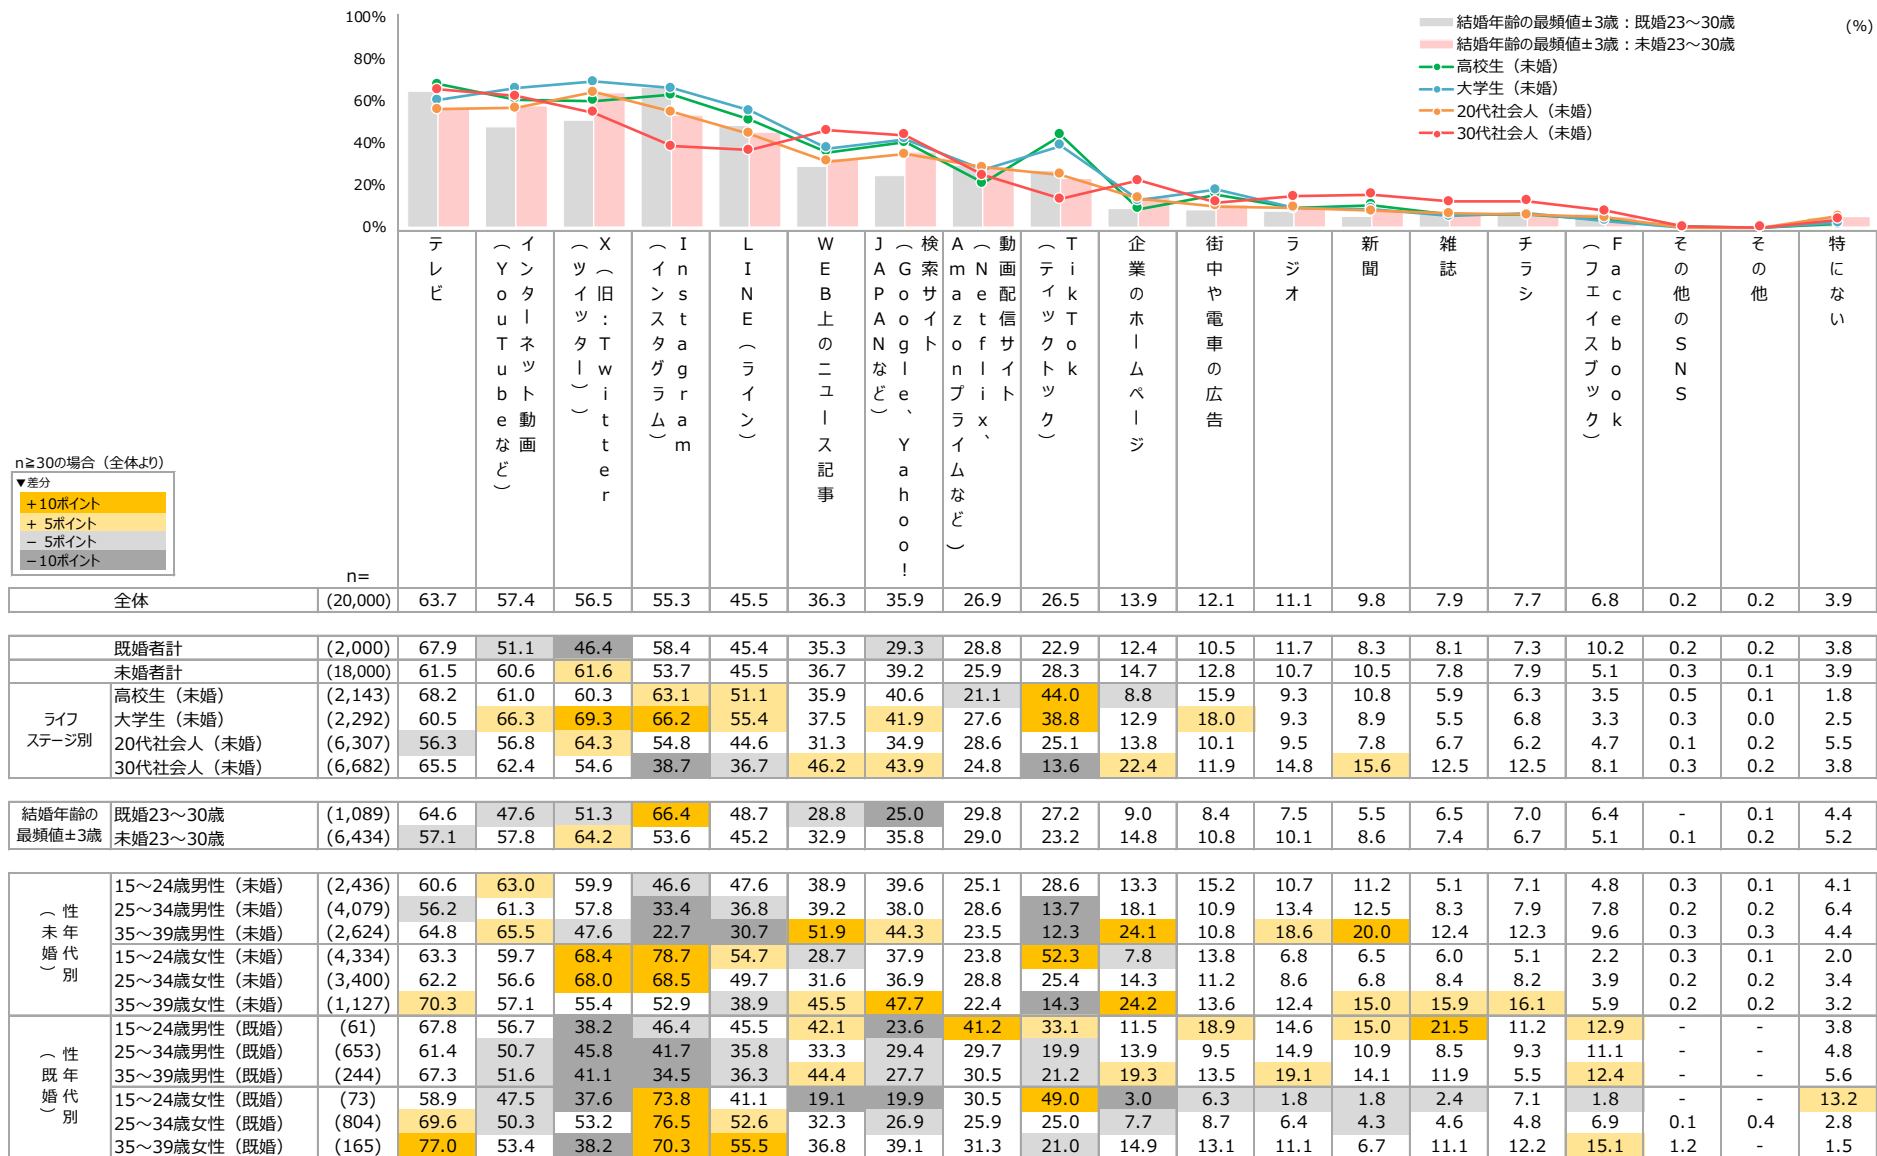 100%
80%
60%
40%
20%
0%
結婚年齢の最頻値±3歳：既婚23～30歳
結婚年齢の最頻値±3歳：未婚23～30歳
高校生（未婚）
大学生（未婚）
20代社会人（未婚）
30代社会人（未婚）
(%)
テレビ
インターネット動画
（YouTubeなど）
X（旧：Twitter
（ツイッター））
Instagram
（インスタグラム）
LINE（ライン）
WEB上のニュース記事
検索サイト
（Google、Yahoo!
JAPANなど）
動画配信サイト
（Netflix、
Amazonプライムなど）
TikTok
（ティックトック）
企業のホームページ
街中や電車の広告
ラジオ
新聞
雑誌
チラシ
Facebook
（フェイスブック）
その他のSNS
その他
特にない
n≧30の場合（全体より）
▼差分
＋10ポイント
＋ 5ポイント
－ 5ポイント
－10ポイント
n=
全体 (20,000) 63.7 57.4 56.5 55.3 45.5 36.3 35.9 26.9 26.5 13.9 12.1 11.1 9.8 7.9 7.7 6.8 0.2 0.2 3.9
既婚者計 (2,000) 67.9 51.1 46.4 58.4 45.4 35.3 29.3 28.8 22.9 12.4 10.5 11.7 8.3 8.1 7.3 10.2 0.2 0.2 3.8
未婚者計 (18,000) 61.5 60.6 61.6 53.7 45.5 36.7 39.2 25.9 28.3 14.7 12.8 10.7 10.5 7.8 7.9 5.1 0.3 0.1 3.9
ライフ
ステージ別
高校生（未婚） (2,143) 68.2 61.0 60.3 63.1 51.1 35.9 40.6 21.1 44.0 8.8 15.9 9.3 10.8 5.9 6.3 3.5 0.5 0.1 1.8
大学生（未婚） (2,292) 60.5 66.3 69.3 66.2 55.4 37.5 41.9 27.6 38.8 12.9 18.0 9.3 8.9 5.5 6.8 3.3 0.3 0.0 2.5
20代社会人（未婚） (6,307) 56.3 56.8 64.3 54.8 44.6 31.3 34.9 28.6 25.1 13.8 10.1 9.5 7.8 6.7 6.2 4.7 0.1 0.2 5.5
30代社会人（未婚） (6,682) 65.5 62.4 54.6 38.7 36.7 46.2 43.9 24.8 13.6 22.4 11.9 14.8 15.6 12.5 12.5 8.1 0.3 0.2 3.8
結婚年齢の
最頻値±3歳
既婚23～30歳 (1,089) 64.6 47.6 51.3 66.4 48.7 28.8 25.0 29.8 27.2 9.0 8.4 7.5 5.5 6.5 7.0 6.4 - 0.1 4.4
未婚23～30歳 (6,434) 57.1 57.8 64.2 53.6 45.2 32.9 35.8 29.0 23.2 14.8 10.8 10.1 8.6 7.4 6.7 5.1 0.1 0.2 5.2
性年代別
（未婚）
15～24歳男性（未婚） (2,436) 60.6 63.0 59.9 46.6 47.6 38.9 39.6 25.1 28.6 13.3 15.2 10.7 11.2 5.1 7.1 4.8 0.3 0.1 4.1
25～34歳男性（未婚） (4,079) 56.2 61.3 57.8 33.4 36.8 39.2 38.0 28.6 13.7 18.1 10.9 13.4 12.5 8.3 7.9 7.8 0.2 0.2 6.4
35～39歳男性（未婚） (2,624) 64.8 65.5 47.6 22.7 30.7 51.9 44.3 23.5 12.3 24.1 10.8 18.6 20.0 12.4 12.3 9.6 0.3 0.3 4.4
15～24歳女性（未婚） (4,334) 63.3 59.7 68.4 78.7 54.7 28.7 37.9 23.8 52.3 7.8 13.8 6.8 6.5 6.0 5.1 2.2 0.3 0.1 2.0
25～34歳女性（未婚） (3,400) 62.2 56.6 68.0 68.5 49.7 31.6 36.9 28.8 25.4 14.3 11.2 8.6 6.8 8.4 8.2 3.9 0.2 0.2 3.4
35～39歳女性（未婚） (1,127) 70.3 57.1 55.4 52.9 38.9 45.5 47.7 22.4 14.3 24.2 13.6 12.4 15.0 15.9 16.1 5.9 0.2 0.2 3.2
性年代別
（既婚）
15～24歳男性（既婚） (61) 67.8 56.7 38.2 46.4 45.5 42.1 23.6 41.2 33.1 11.5 18.9 14.6 15.0 21.5 11.2 12.9 - - 3.8
25～34歳男性（既婚） (653) 61.4 50.7 45.8 41.7 35.8 33.3 29.4 29.7 19.9 13.9 9.5 14.9 10.9 8.5 9.3 11.1 - - 4.8
35～39歳男性（既婚） (244) 67.3 51.6 41.1 34.5 36.3 44.4 27.7 30.5 21.2 19.3 13.5 19.1 14.1 11.9 5.5 12.4 - - 5.6
15～24歳女性（既婚） (73) 58.9 47.5 37.6 73.8 41.1 19.1 19.9 30.5 49.0 3.0 6.3 1.8 1.8 2.4 7.1 1.8 - - 13.2
25～34歳女性（既婚） (804) 69.6 50.3 53.2 76.5 52.6 32.3 26.9 25.9 25.0 7.7 8.7 6.4 4.3 4.6 4.8 6.9 0.1 0.4 2.8
35～39歳女性（既婚） (165) 77.0 53.4 38.2 70.3 55.5 36.8 39.1 31.3 21.0 14.9 13.1 11.1 6.7 11.1 12.2 15.1 1.2 - 1.5